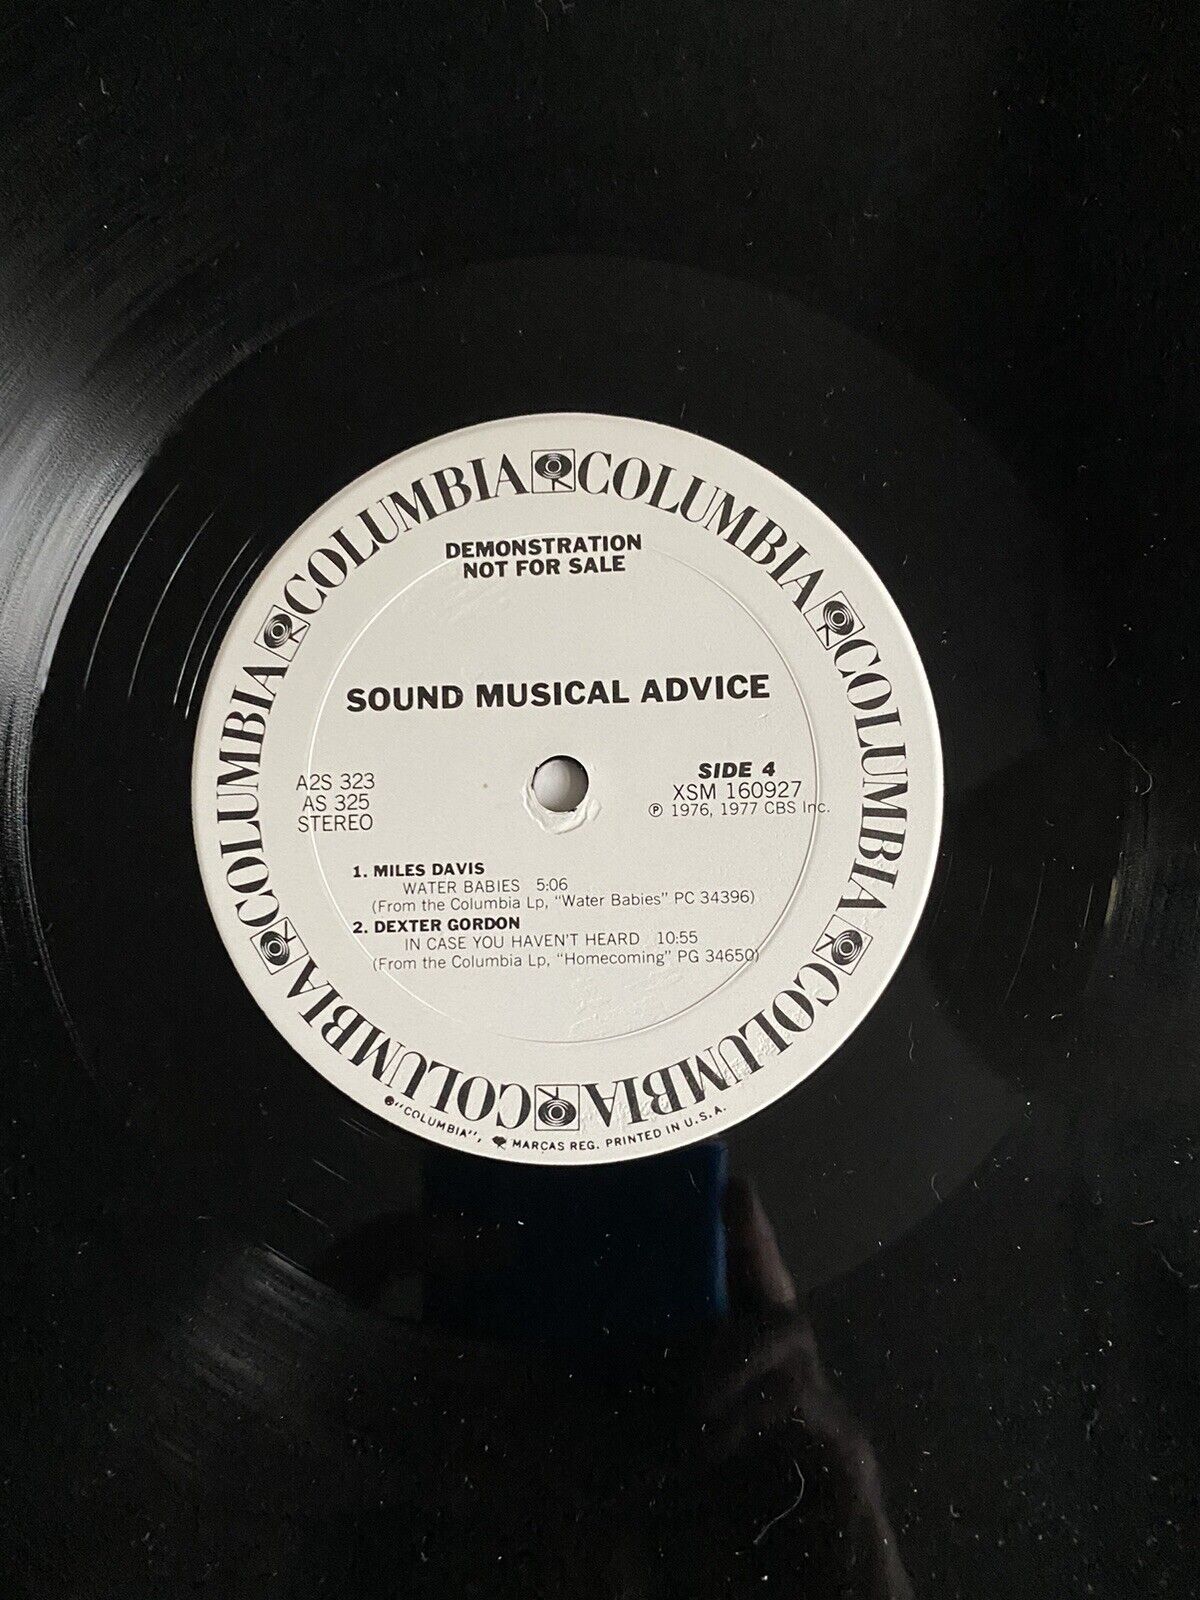 COLUMBIA COLUMBIA COLUMBIA COLUMBIA COLUMBIA COLUMBIA
DEMONSTRATION
NOT FOR SALE
SOUND MUSICAL ADVICE
A2S 323
AS 325
STEREO
SIDE 4
XSM 160927
Ⓟ 1976, 1977 CBS Inc.
1. MILES DAVIS
WATER BABIES 5:06
(From the Columbia Lp, "Water Babies" PC 34396)
2. DEXTER GORDON
IN CASE YOU HAVEN'T HEARD 10:55
(From the Columbia Lp, "Homecoming" PG 34650)
"COLUMBIA", MARCAS REG. PRINTED IN U.S.A.